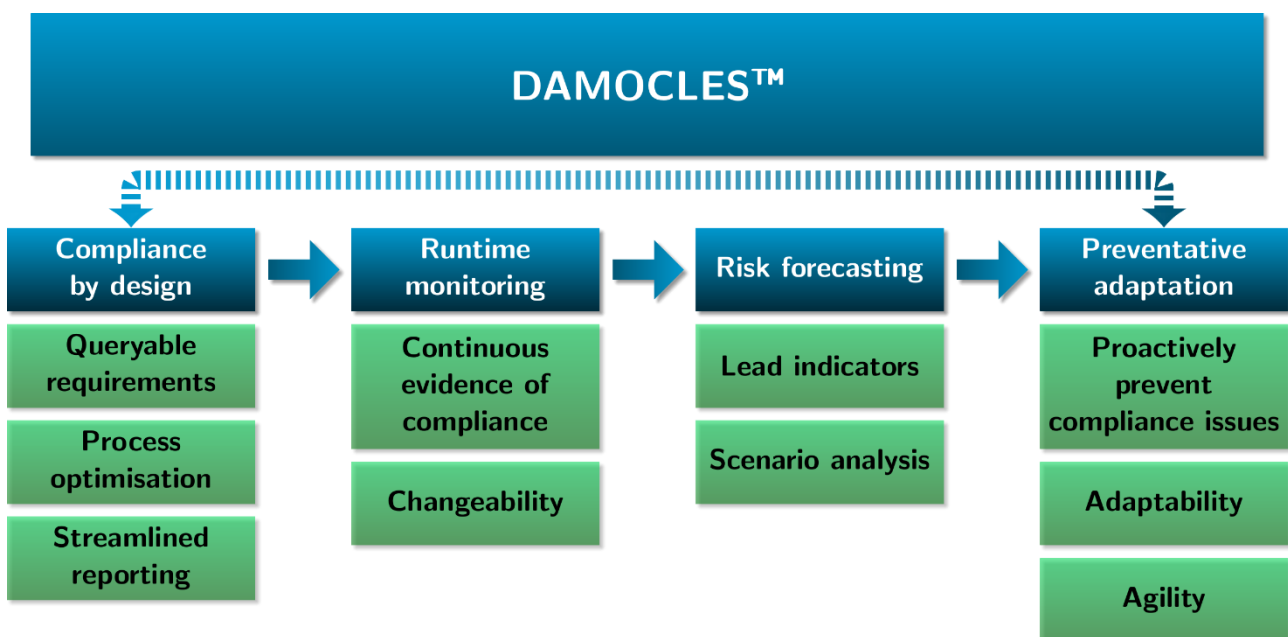 DAMOCLES™
Compliance
by design
Queryable
requirements
Process
optimisation
Streamlined
reporting
Runtime
monitoring
Continuous
evidence of
compliance
Changeability
Risk forecasting
Lead indicators
Scenario analysis
Preventative
adaptation
Proactively
prevent
compliance issues
Adaptability
Agility